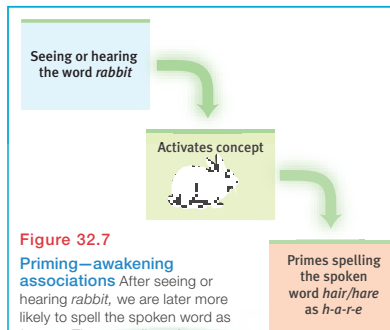 Seeing or hearing
the word rabbit
Activates concept
Figure 32.7
Priming—awakening
associations After seeing or
hearing rabbit, we are later more
likely to spell the spoken word as
Primes spelling
the spoken
word hair/hare
as h-a-r-e